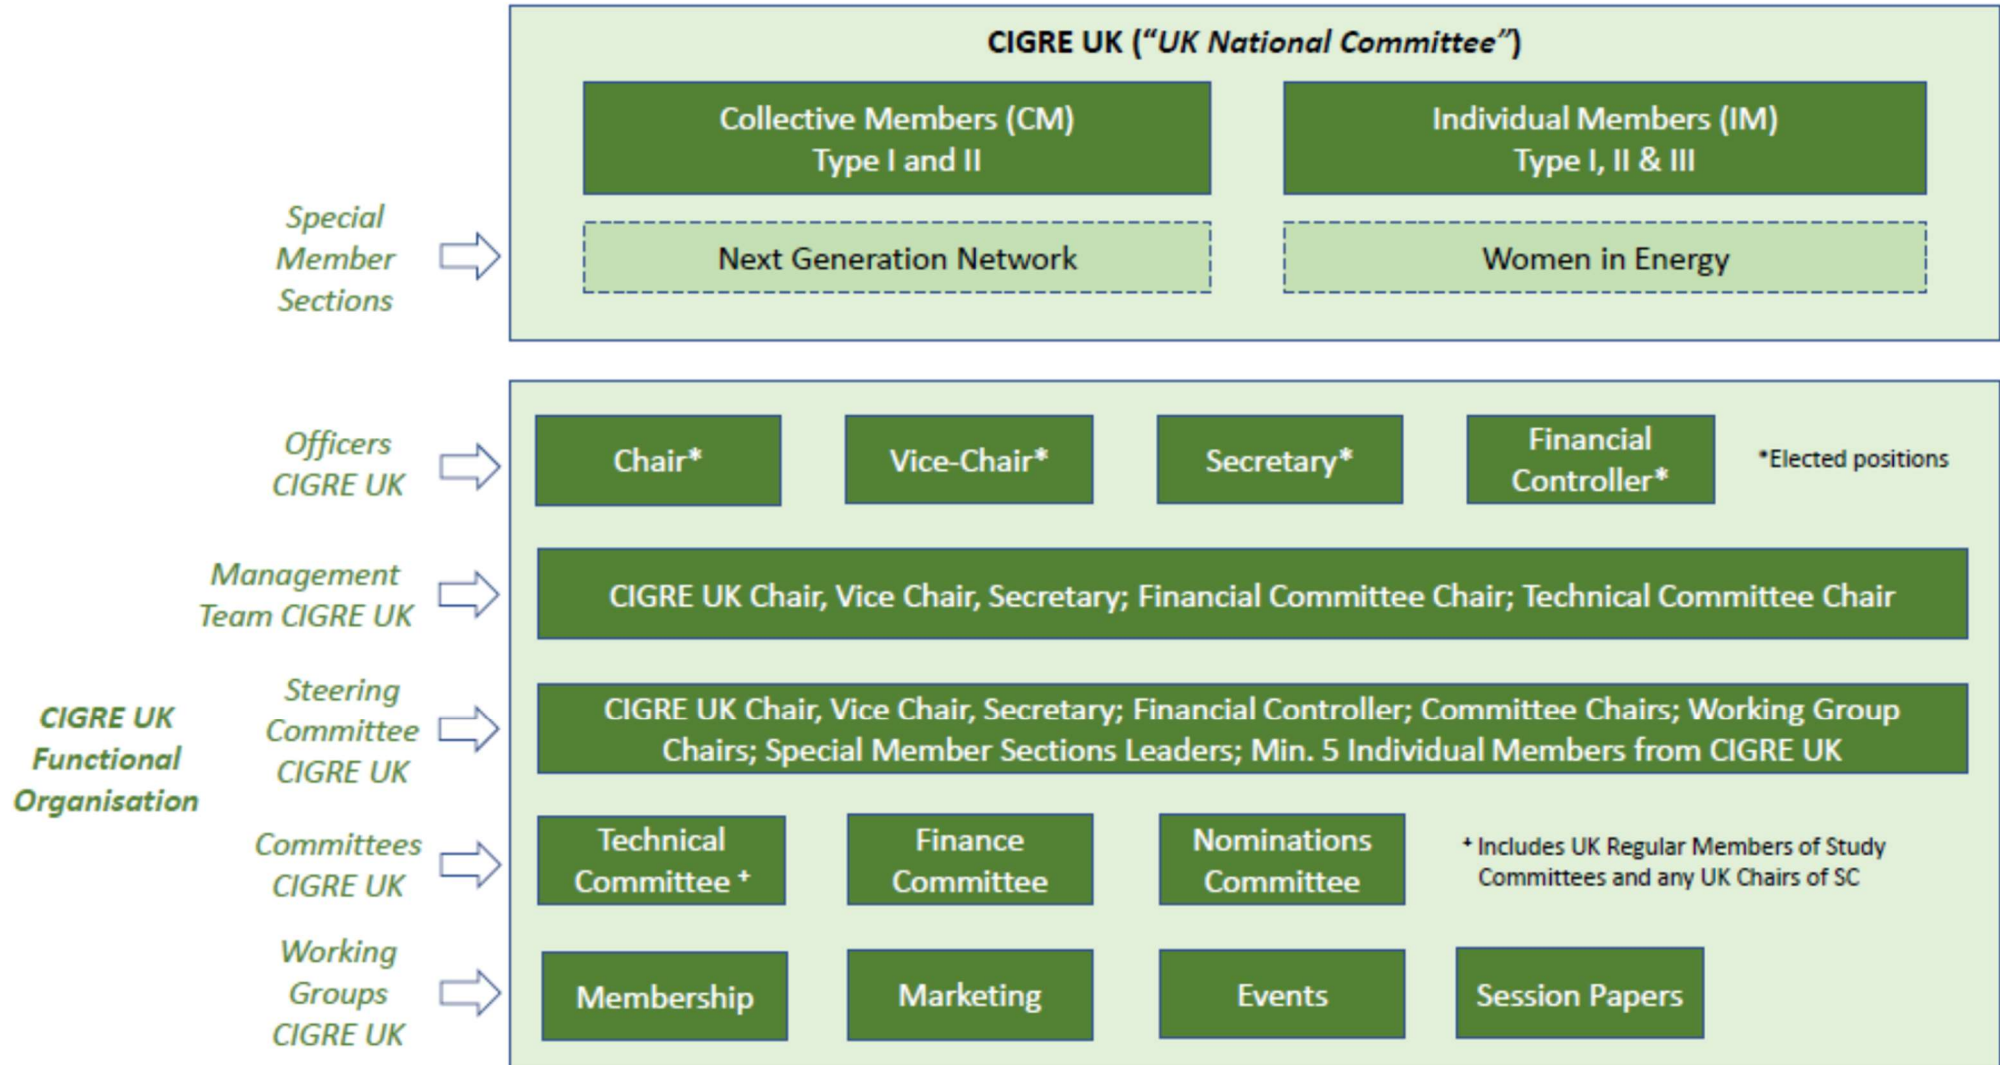 CIGRE UK (“UK National Committee”)
Collective Members (CM)
Type I and II
Individual Members (IM)
Type I, II & III
Special
Member
Sections
Next Generation Network
Women in Energy
CIGRE UK
Functional
Organisation
Officers
CIGRE UK
Chair*
Vice-Chair*
Secretary*
Financial
Controller*
*Elected positions
Management
Team CIGRE UK
CIGRE UK Chair, Vice Chair, Secretary; Financial Committee Chair; Technical Committee Chair
Steering
Committee
CIGRE UK
CIGRE UK Chair, Vice Chair, Secretary; Financial Controller; Committee Chairs; Working Group
Chairs; Special Member Sections Leaders; Min. 5 Individual Members from CIGRE UK
Committees
CIGRE UK
Technical
Committee +
Finance
Committee
Nominations
Committee
+ Includes UK Regular Members of Study
Committees and any UK Chairs of SC
Working
Groups
CIGRE UK
Membership
Marketing
Events
Session Papers